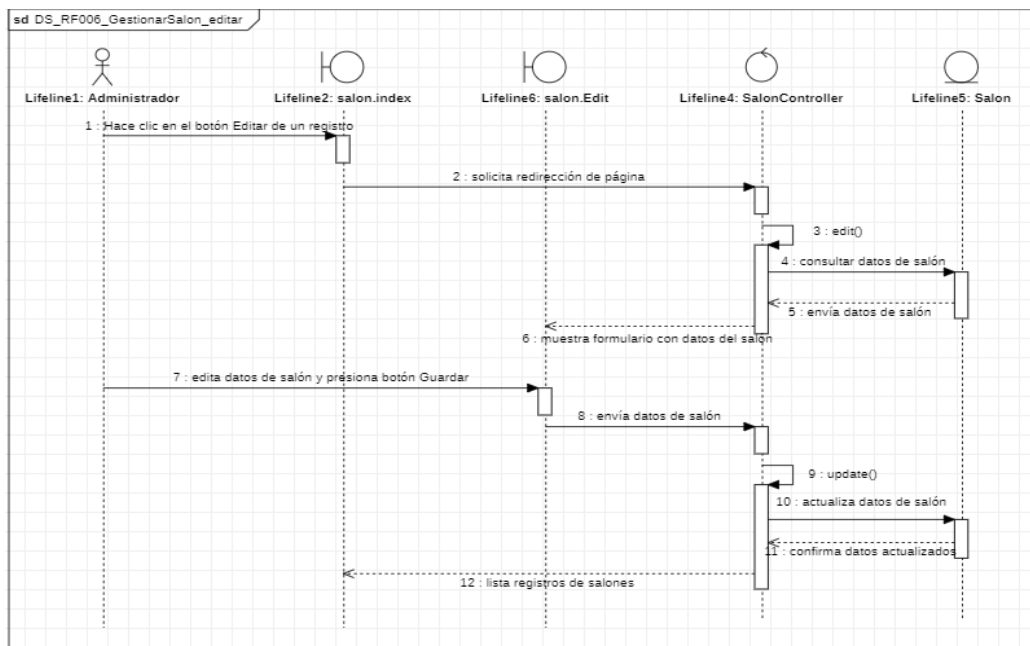 sd DS_RF006_GestionarSalon_editar
Lifeline1: Administrador
Lifeline2: salon.index
Lifeline6: salon.Edit
Lifeline4: SalonController
Lifeline5: Salon
1 : Hace clic en el botón Editar de un registro
2 : solicita redirección de página
3 : edit()
4 : consultar datos de salón
5 : envía datos de salón
6 : muestra formulario con datos del salón
7 : edita datos de salón y presiona botón Guardar
8 : envía datos de salón
9 : update()
10 : actualiza datos de salón
11 : confirma datos actualizados
12 : lista registros de salones